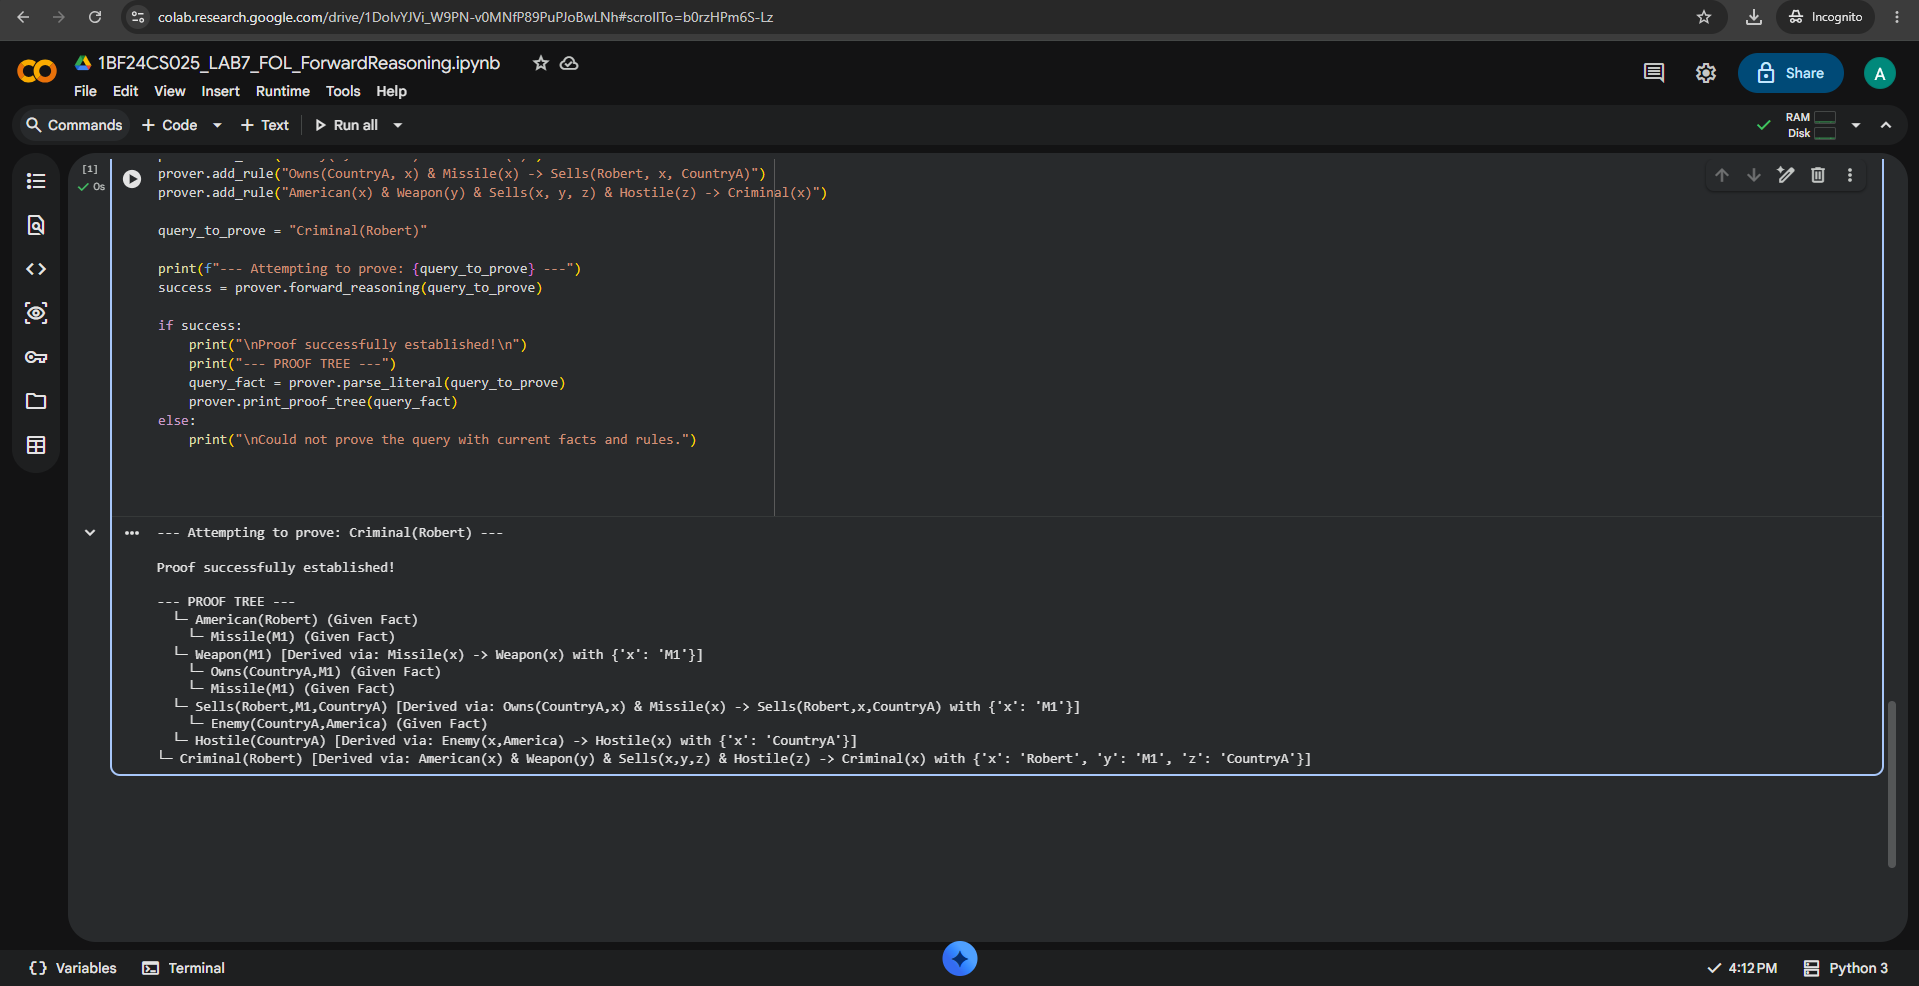 colab.research.google.com/drive/1DolvYJVi_W9PN-v0MNfP89PuPJoBwLNh#scrollTo=b0rzHPm6S-Lz
Incognito
1BF24CS025_LAB7_FOL_ForwardReasoning.ipynb
File Edit View Insert Runtime Tools Help
Share
A
Commands + Code + Text Run all
RAM
Disk
[1]
0s
prover.add_rule("Owns(CountryA, x) & Missile(x) -> Sells(Robert, x, CountryA)")
prover.add_rule("American(x) & Weapon(y) & Sells(x, y, z) & Hostile(z) -> Criminal(x)")
query_to_prove = "Criminal(Robert)"
print(f"--- Attempting to prove: {query_to_prove} ---")
success = prover.forward_reasoning(query_to_prove)
if success:
print("\nProof successfully established!\n")
print("--- PROOF TREE ---")
query_fact = prover.parse_literal(query_to_prove)
prover.print_proof_tree(query_fact)
else:
print("\nCould not prove the query with current facts and rules.")
--- Attempting to prove: Criminal(Robert) ---
Proof successfully established!
--- PROOF TREE ---
└─ American(Robert) (Given Fact)
└─ Missile(M1) (Given Fact)
└─ Weapon(M1) [Derived via: Missile(x) -> Weapon(x) with {'x': 'M1'}]
└─ Owns(CountryA,M1) (Given Fact)
└─ Missile(M1) (Given Fact)
└─ Sells(Robert,M1,CountryA) [Derived via: Owns(CountryA,x) & Missile(x) -> Sells(Robert,x,CountryA) with {'x': 'M1'}]
└─ Enemy(CountryA,America) (Given Fact)
└─ Hostile(CountryA) [Derived via: Enemy(x,America) -> Hostile(x) with {'x': 'CountryA'}]
└─ Criminal(Robert) [Derived via: American(x) & Weapon(y) & Sells(x,y,z) & Hostile(z) -> Criminal(x) with {'x': 'Robert', 'y': 'M1', 'z': 'CountryA'}]
Variables Terminal
4:12 PM Python 3